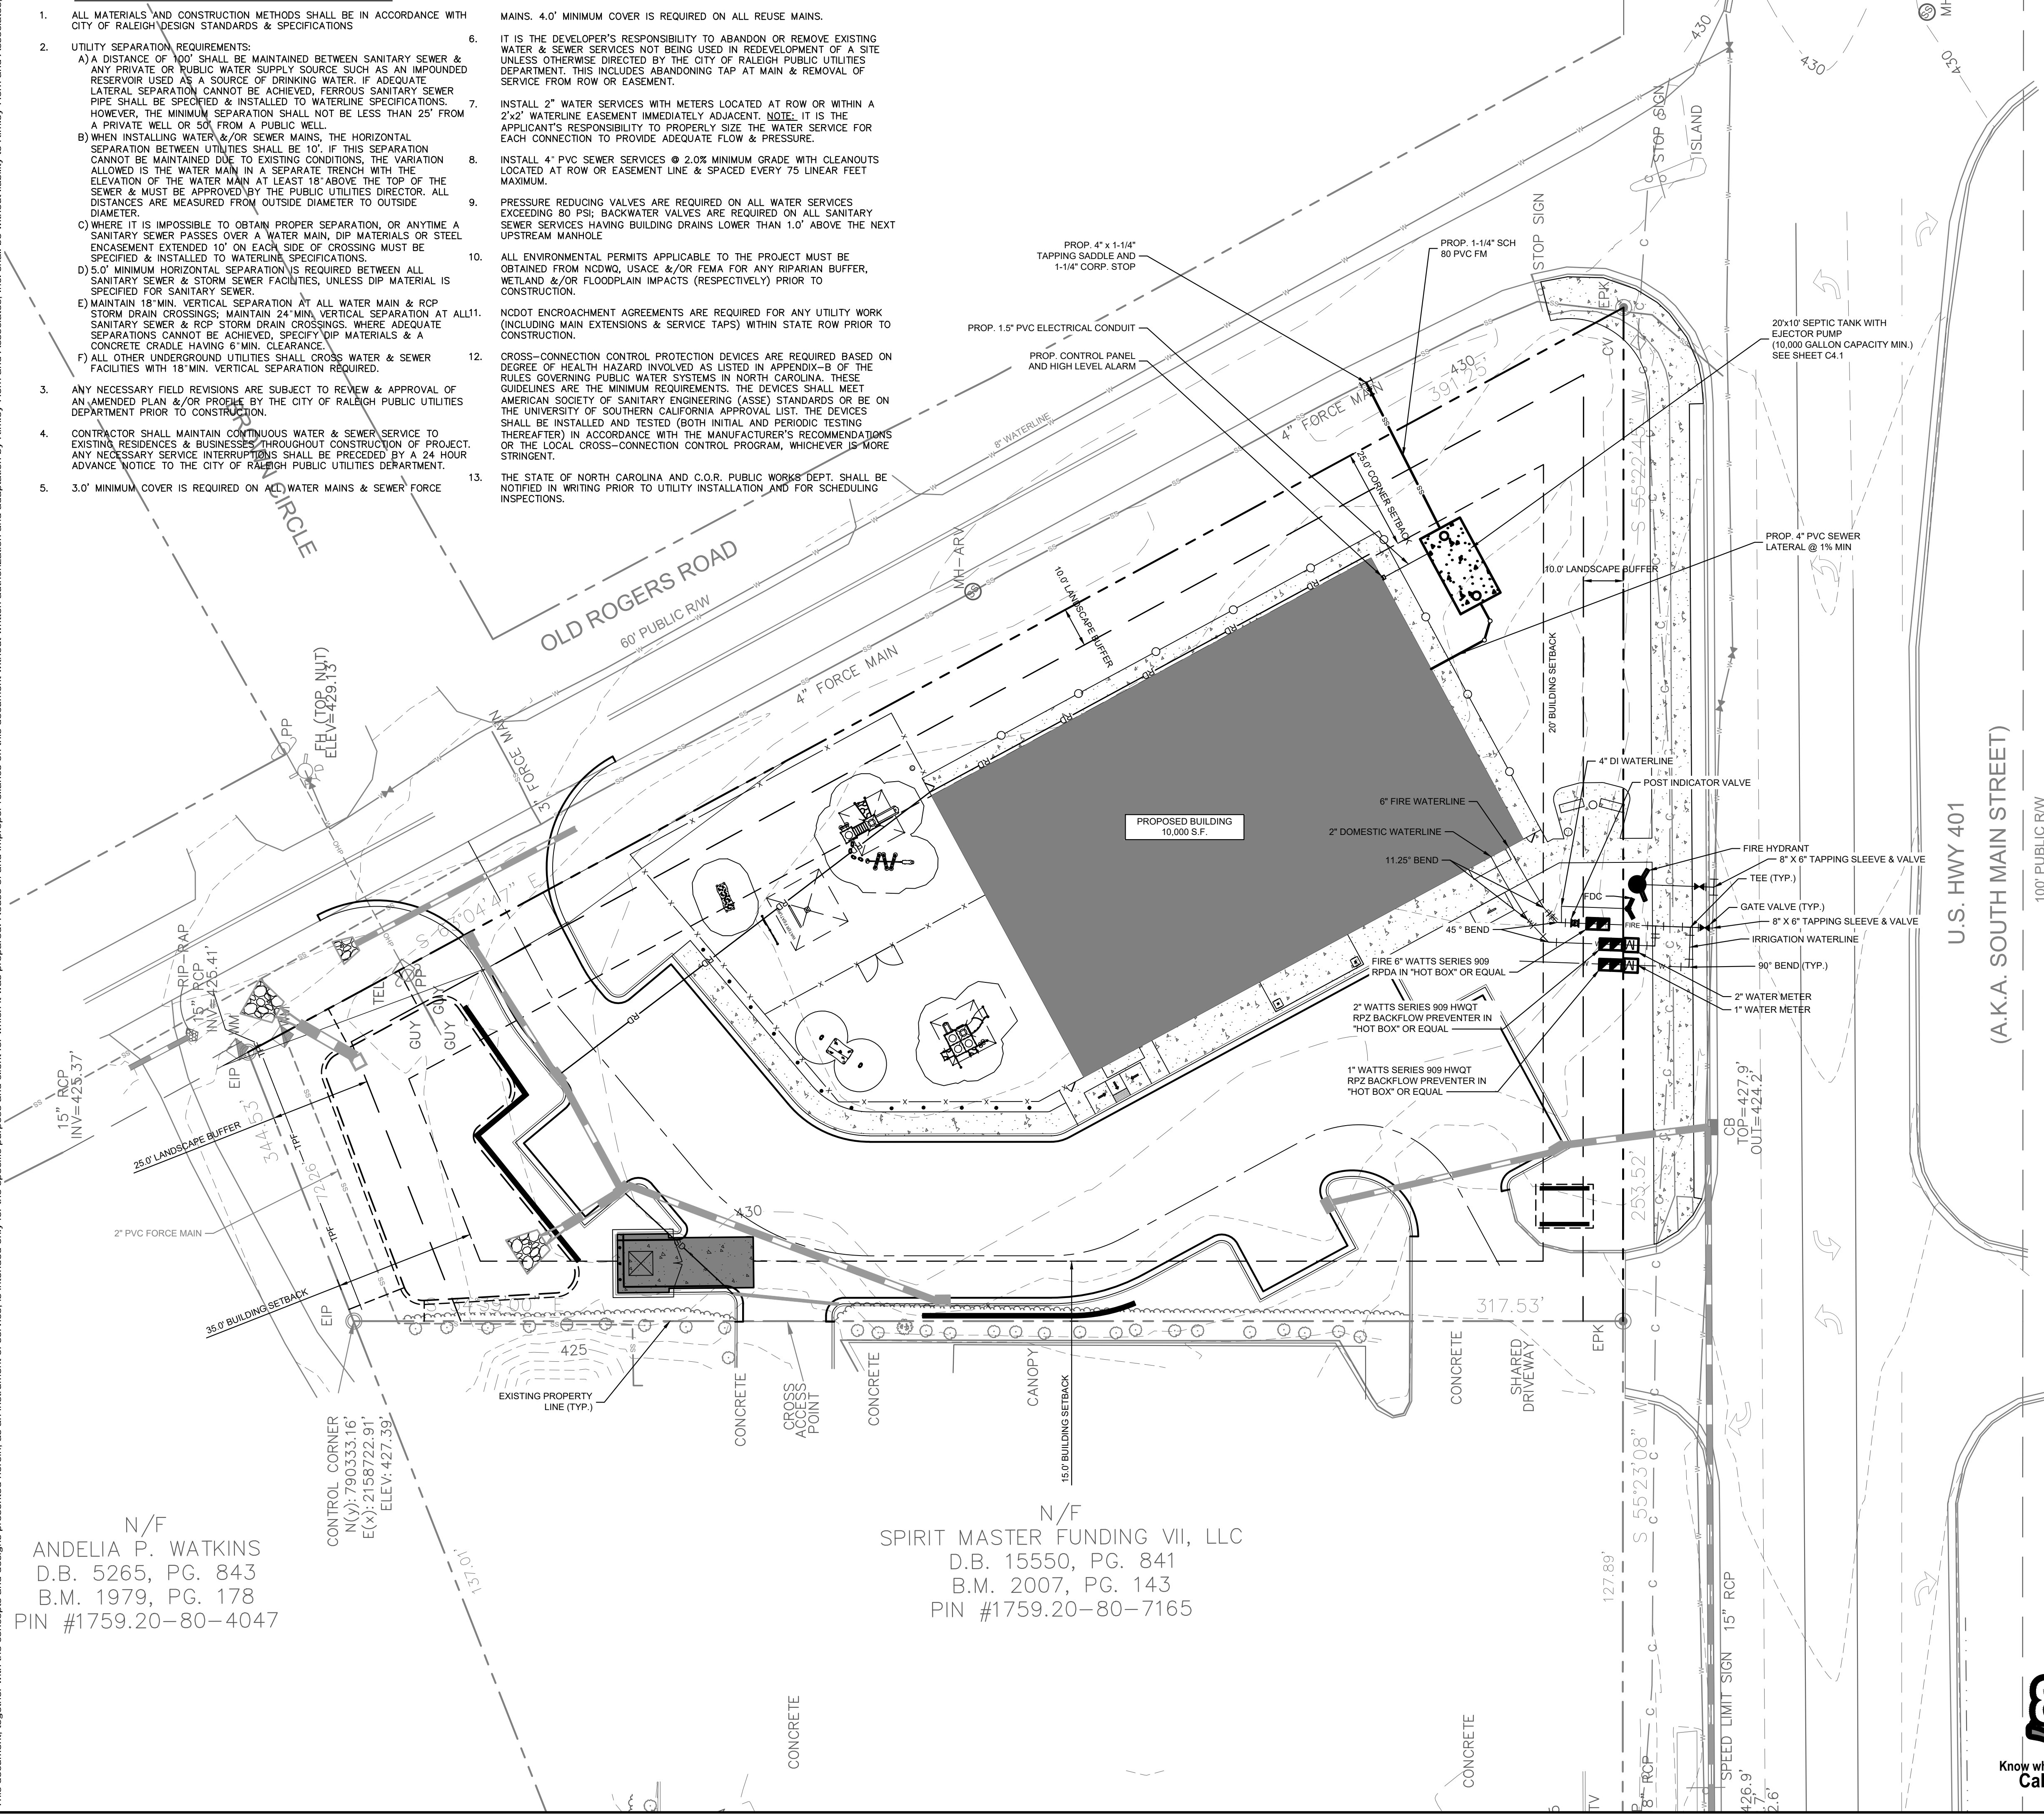 1. ALL MATERIALS AND CONSTRUCTION METHODS SHALL BE IN ACCORDANCE WITH
CITY OF RALEIGH DESIGN STANDARDS & SPECIFICATIONS
2. UTILITY SEPARATION REQUIREMENTS:
A) A DISTANCE OF 100' SHALL BE MAINTAINED BETWEEN SANITARY SEWER &
ANY PRIVATE OR PUBLIC WATER SUPPLY SOURCE SUCH AS AN IMPOUNDED
RESERVOIR USED AS A SOURCE OF DRINKING WATER. IF ADEQUATE
LATERAL SEPARATION CANNOT BE ACHIEVED, FERROUS SANITARY SEWER
PIPE SHALL BE SPECIFIED & INSTALLED TO WATERLINE SPECIFICATIONS.
HOWEVER, THE MINIMUM SEPARATION SHALL NOT BE LESS THAN 25' FROM
A PRIVATE WELL OR 50' FROM A PUBLIC WELL.
B) WHEN INSTALLING WATER &/OR SEWER MAINS, THE HORIZONTAL
SEPARATION BETWEEN UTILITIES SHALL BE 10'. IF THIS SEPARATION
CANNOT BE MAINTAINED DUE TO EXISTING CONDITIONS, THE VARIATION
ALLOWED IS THE WATER MAIN IN A SEPARATE TRENCH WITH THE
ELEVATION OF THE WATER MAIN AT LEAST 18" ABOVE THE TOP OF THE
SEWER & MUST BE APPROVED BY THE PUBLIC UTILITIES DIRECTOR. ALL
DISTANCES ARE MEASURED FROM OUTSIDE DIAMETER TO OUTSIDE
DIAMETER.
C) WHERE IT IS IMPOSSIBLE TO OBTAIN PROPER SEPARATION, OR ANYTIME A
SANITARY SEWER PASSES OVER A WATER MAIN, DIP MATERIALS OR STEEL
ENCASEMENT EXTENDED 10' ON EACH SIDE OF CROSSING MUST BE
SPECIFIED & INSTALLED TO WATERLINE SPECIFICATIONS.
D) 5.0' MINIMUM HORIZONTAL SEPARATION IS REQUIRED BETWEEN ALL
SANITARY SEWER & STORM SEWER FACILITIES, UNLESS DIP MATERIAL IS
SPECIFIED FOR SANITARY SEWER.
E) MAINTAIN 18" MIN. VERTICAL SEPARATION AT ALL WATER MAIN & RCP
STORM DRAIN CROSSINGS; MAINTAIN 24" MIN. VERTICAL SEPARATION AT ALL
SANITARY SEWER & RCP STORM DRAIN CROSSINGS. WHERE ADEQUATE
SEPARATIONS CANNOT BE ACHIEVED, SPECIFY DIP MATERIALS & A
CONCRETE CRADLE HAVING 6" MIN. CLEARANCE.
F) ALL OTHER UNDERGROUND UTILITIES SHALL CROSS WATER & SEWER
FACILITIES WITH 18" MIN. VERTICAL SEPARATION REQUIRED.
3. ANY NECESSARY FIELD REVISIONS ARE SUBJECT TO REVIEW & APPROVAL OF
AN AMENDED PLAN &/OR PROFILE BY THE CITY OF RALEIGH PUBLIC UTILITIES
DEPARTMENT PRIOR TO CONSTRUCTION.
4. CONTRACTOR SHALL MAINTAIN CONTINUOUS WATER & SEWER SERVICE TO
EXISTING RESIDENCES & BUSINESSES THROUGHOUT CONSTRUCTION OF PROJECT.
ANY NECESSARY SERVICE INTERRUPTIONS SHALL BE PRECEDED BY A 24 HOUR
ADVANCE NOTICE TO THE CITY OF RALEIGH PUBLIC UTILITIES DEPARTMENT.
5. 3.0' MINIMUM COVER IS REQUIRED ON ALL WATER MAINS & SEWER FORCE
MAINS. 4.0' MINIMUM COVER IS REQUIRED ON ALL REUSE MAINS.
6. IT IS THE DEVELOPER'S RESPONSIBILITY TO ABANDON OR REMOVE EXISTING
WATER & SEWER SERVICES NOT BEING USED IN REDEVELOPMENT OF A SITE
UNLESS OTHERWISE DIRECTED BY THE CITY OF RALEIGH PUBLIC UTILITIES
DEPARTMENT. THIS INCLUDES ABANDONING TAP AT MAIN & REMOVAL OF
SERVICE FROM ROW OR EASEMENT.
7. INSTALL 2" WATER SERVICES WITH METERS LOCATED AT ROW OR WITHIN A
2'x2' WATERLINE EASEMENT IMMEDIATELY ADJACENT. NOTE: IT IS THE
APPLICANT'S RESPONSIBILITY TO PROPERLY SIZE THE WATER SERVICE FOR
EACH CONNECTION TO PROVIDE ADEQUATE FLOW & PRESSURE.
8. INSTALL 4" PVC SEWER SERVICES @ 2.0% MINIMUM GRADE WITH CLEANOUTS
LOCATED AT ROW OR EASEMENT LINE & SPACED EVERY 75 LINEAR FEET
MAXIMUM.
9. PRESSURE REDUCING VALVES ARE REQUIRED ON ALL WATER SERVICES
EXCEEDING 80 PSI; BACKWATER VALVES ARE REQUIRED ON ALL SANITARY
SEWER SERVICES HAVING BUILDING DRAINS LOWER THAN 1.0' ABOVE THE NEXT
UPSTREAM MANHOLE
10. ALL ENVIRONMENTAL PERMITS APPLICABLE TO THE PROJECT MUST BE
OBTAINED FROM NCDWQ, USACE &/OR FEMA FOR ANY RIPARIAN BUFFER,
WETLAND &/OR FLOODPLAIN IMPACTS (RESPECTIVELY) PRIOR TO
CONSTRUCTION.
11. NCDOT ENCROACHMENT AGREEMENTS ARE REQUIRED FOR ANY UTILITY WORK
(INCLUDING MAIN EXTENSIONS & SERVICE TAPS) WITHIN STATE ROW PRIOR TO
CONSTRUCTION.
12. CROSS-CONNECTION CONTROL PROTECTION DEVICES ARE REQUIRED BASED ON
DEGREE OF HEALTH HAZARD INVOLVED AS LISTED IN APPENDIX-B OF THE
RULES GOVERNING PUBLIC WATER SYSTEMS IN NORTH CAROLINA. THESE
GUIDELINES ARE THE MINIMUM REQUIREMENTS. THE DEVICES SHALL MEET
AMERICAN SOCIETY OF SANITARY ENGINEERING (ASSE) STANDARDS OR BE ON
THE UNIVERSITY OF SOUTHERN CALIFORNIA APPROVAL LIST. THE DEVICES
SHALL BE INSTALLED AND TESTED (BOTH INITIAL AND PERIODIC TESTING
THEREAFTER) IN ACCORDANCE WITH THE MANUFACTURER'S RECOMMENDATIONS
OR THE LOCAL CROSS-CONNECTION CONTROL PROGRAM, WHICHEVER IS MORE
STRINGENT.
13. THE STATE OF NORTH CAROLINA AND C.O.R. PUBLIC WORKS DEPT. SHALL BE
NOTIFIED IN WRITING PRIOR TO UTILITY INSTALLATION AND FOR SCHEDULING
INSPECTIONS.
CIRCLE
OLD ROGERS ROAD
60' PUBLIC R/W
8" WATERLINE
4" FORCE MAIN
4" FORCE MAIN
3" FORCE MAIN
MH-ARV
PP
FH (TOP NUT)
ELEV=429.13'
PROP. 4" x 1-1/4"
TAPPING SADDLE AND
1-1/4" CORP. STOP
PROP. 1-1/4" SCH
80 PVC FM
PROP. 1.5" PVC ELECTRICAL CONDUIT
PROP. CONTROL PANEL
AND HIGH LEVEL ALARM
20'x10' SEPTIC TANK WITH
EJECTOR PUMP
(10,000 GALLON CAPACITY MIN.)
SEE SHEET C4.1
PROP. 4" PVC SEWER
LATERAL @ 1% MIN
10.0' LANDSCAPE BUFFER
10.0' LANDSCAPE BUFFER
25.0' CORNER SETBACK
20' BUILDING SETBACK
STOP SIGN
STOP SIGN
ISLAND
430
430
430
430
391.25'
EPK
CV
PROPOSED BUILDING
10,000 S.F.
4" DI WATERLINE
POST INDICATOR VALVE
6" FIRE WATERLINE
2" DOMESTIC WATERLINE
11.25° BEND
45 ° BEND
FDC
FIRE
FIRE HYDRANT
8" X 6" TAPPING SLEEVE & VALVE
TEE (TYP.)
GATE VALVE (TYP.)
8" X 6" TAPPING SLEEVE & VALVE
IRRIGATION WATERLINE
90° BEND (TYP.)
2" WATER METER
1" WATER METER
FIRE 6" WATTS SERIES 909
RPDA IN "HOT BOX" OR EQUAL
2" WATTS SERIES 909 HWQT
RPZ BACKFLOW PREVENTER IN
"HOT BOX" OR EQUAL
1" WATTS SERIES 909 HWQT
RPZ BACKFLOW PREVENTER IN
"HOT BOX" OR EQUAL
U.S. HWY 401
(A.K.A. SOUTH MAIN STREET)
100' PUBLIC R/W
CB
TOP=427.9'
OUT=424.2'
253.52'
RIP-RAP
15" RCP
INV=425.41'
15" RCP
INV=425.37'
WM
EIP
TEL
GUY
GUY
GUY
PP
344.53'
72.26'
TPF
TPF
25.0' LANDSCAPE BUFFER
2" PVC FORCE MAIN
35.0' BUILDING SETBACK
EIP
430
425
317.53'
EPK
EXISTING PROPERTY
LINE (TYP.)
CONCRETE
CROSS
ACCESS
POINT
CONCRETE
CANOPY
15.0' BUILDING SETBACK
CONCRETE
SHARED
DRIVEWAY
CONTROL CORNER
N(y): 790333.16'
E(x): 2158722.91'
ELEV: 427.39'
137.01'
N/F
ANDELIA P. WATKINS
D.B. 5265, PG. 843
B.M. 1979, PG. 178
PIN #1759.20-80-4047
N/F
SPIRIT MASTER FUNDING VII, LLC
D.B. 15550, PG. 841
B.M. 2007, PG. 143
PIN #1759.20-80-7165
S 55°23'08" W
127.89'
SPEED LIMIT SIGN
15" RCP
CONCRETE
CONCRETE
8" RCP
426.9'